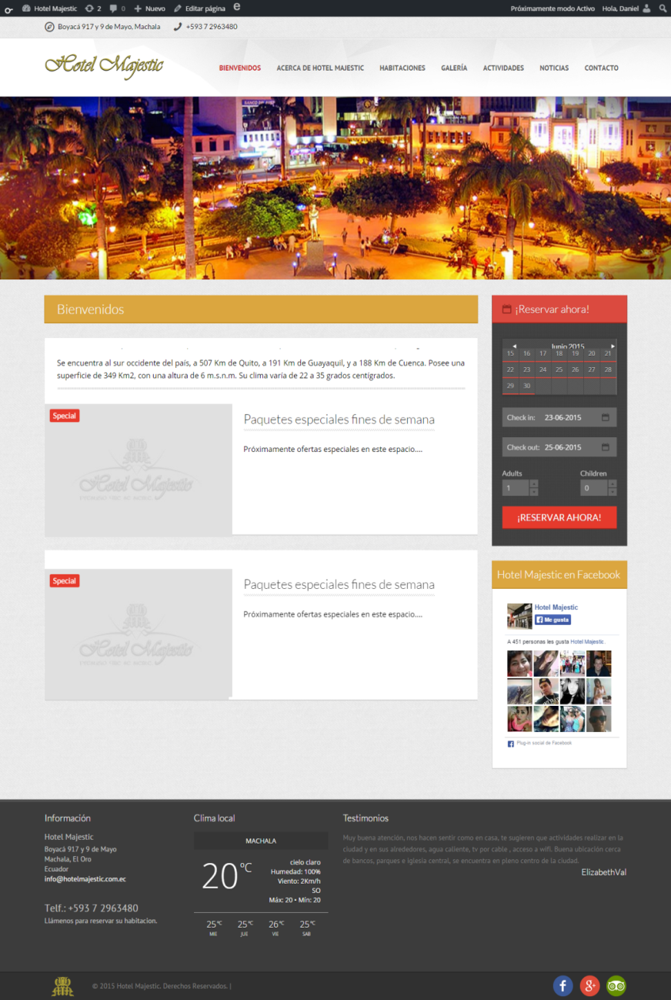 Hotel Majestic 2 0 Nuevo Editar página Próximamente modo Activo Hola, Daniel
Boyacá 917 y 9 de Mayo, Machala +593 7 2963480
Hotel Majestic
BIENVENIDOS ACERCA DE HOTEL MAJESTIC HABITACIONES GALERÍA ACTIVIDADES NOTICIAS CONTACTO
Bienvenidos
Se encuentra al sur occidente del país, a 507 Km de Quito, a 191 Km de Guayaquil, y a 188 Km de Cuenca. Posee una
superficie de 349 Km2, con una altura de 6 m.s.n.m. Su clima varía de 22 a 35 grados centígrados.
Special
Hotel Majestic
Paquetes especiales fines de semana
Próximamente ofertas especiales en este espacio....
Special
Hotel Majestic
Paquetes especiales fines de semana
Próximamente ofertas especiales en este espacio....
¡Reservar ahora!
Junio 2015
15 16 17 18 19 20 21
22 23 24 25 26 27 28
29 30
Check in: 23-06-2015
Check out: 25-06-2015
Adults Children
1 0
¡RESERVAR AHORA!
Hotel Majestic en Facebook
Hotel Majestic
Me gusta
A 451 personas les gusta Hotel Majestic.
Plug-in social de Facebook
Información
Hotel Majestic
Boyacá 917 y 9 de Mayo
Machala, El Oro
Ecuador
info@hotelmajestic.com.ec
Telf.: +593 7 2963480
Llámenos para reservar su habitacion.
Clima local
MACHALA
20 °C
cielo claro
Humedad: 100%
Viento: 2Km/h
SO
Máx: 20 • Mín: 20
25°C 25°C 26°C 25°C
MIE JUE VIE SAB
Testimonios
Muy buena atención, nos hacen sentir como en casa, te sugieren que actividades realizar en la
ciudad y en sus alrededores, agua caliente, tv por cable , acceso a wifi. Buena ubicación cerca
de bancos, parques e iglesia central, se encuentra en pleno centro de la ciudad.
ElizabethVal
© 2015 Hotel Majestic. Derechos Reservados. |